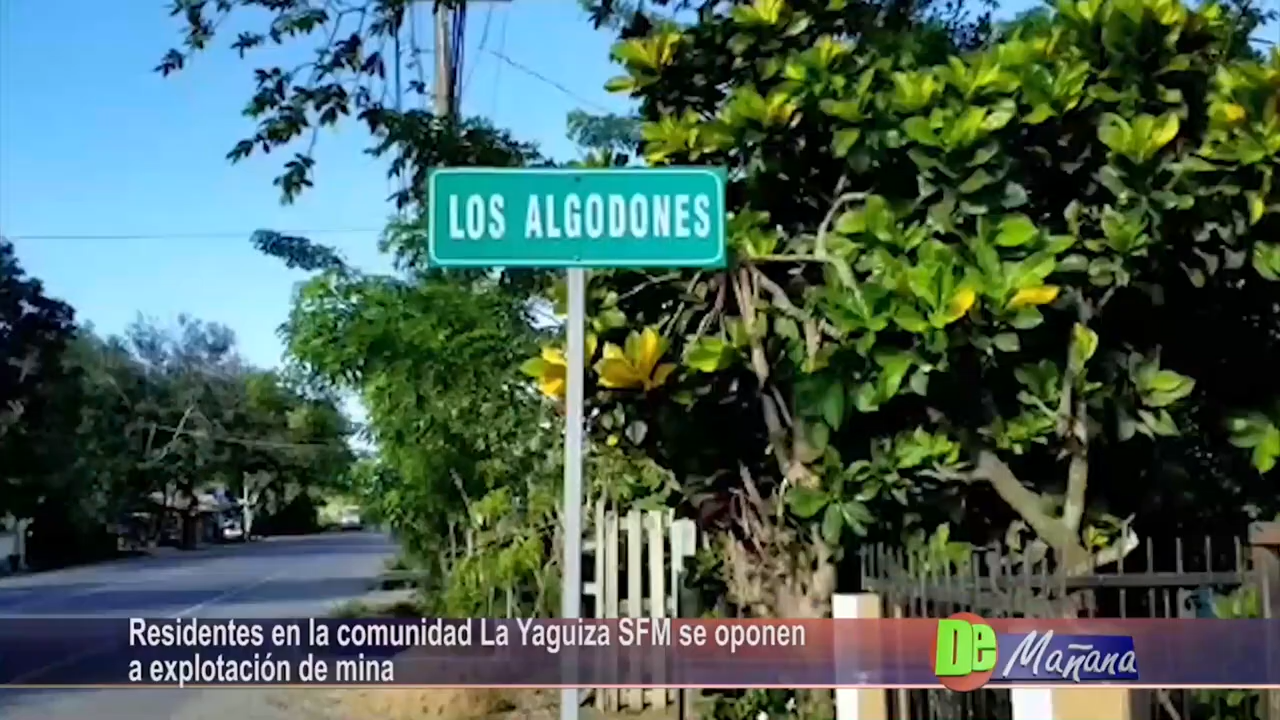 LOS ALGODONES
Residentes en la comunidad La Yaguiza SFM se oponen
a explotación de mina
De Mañana